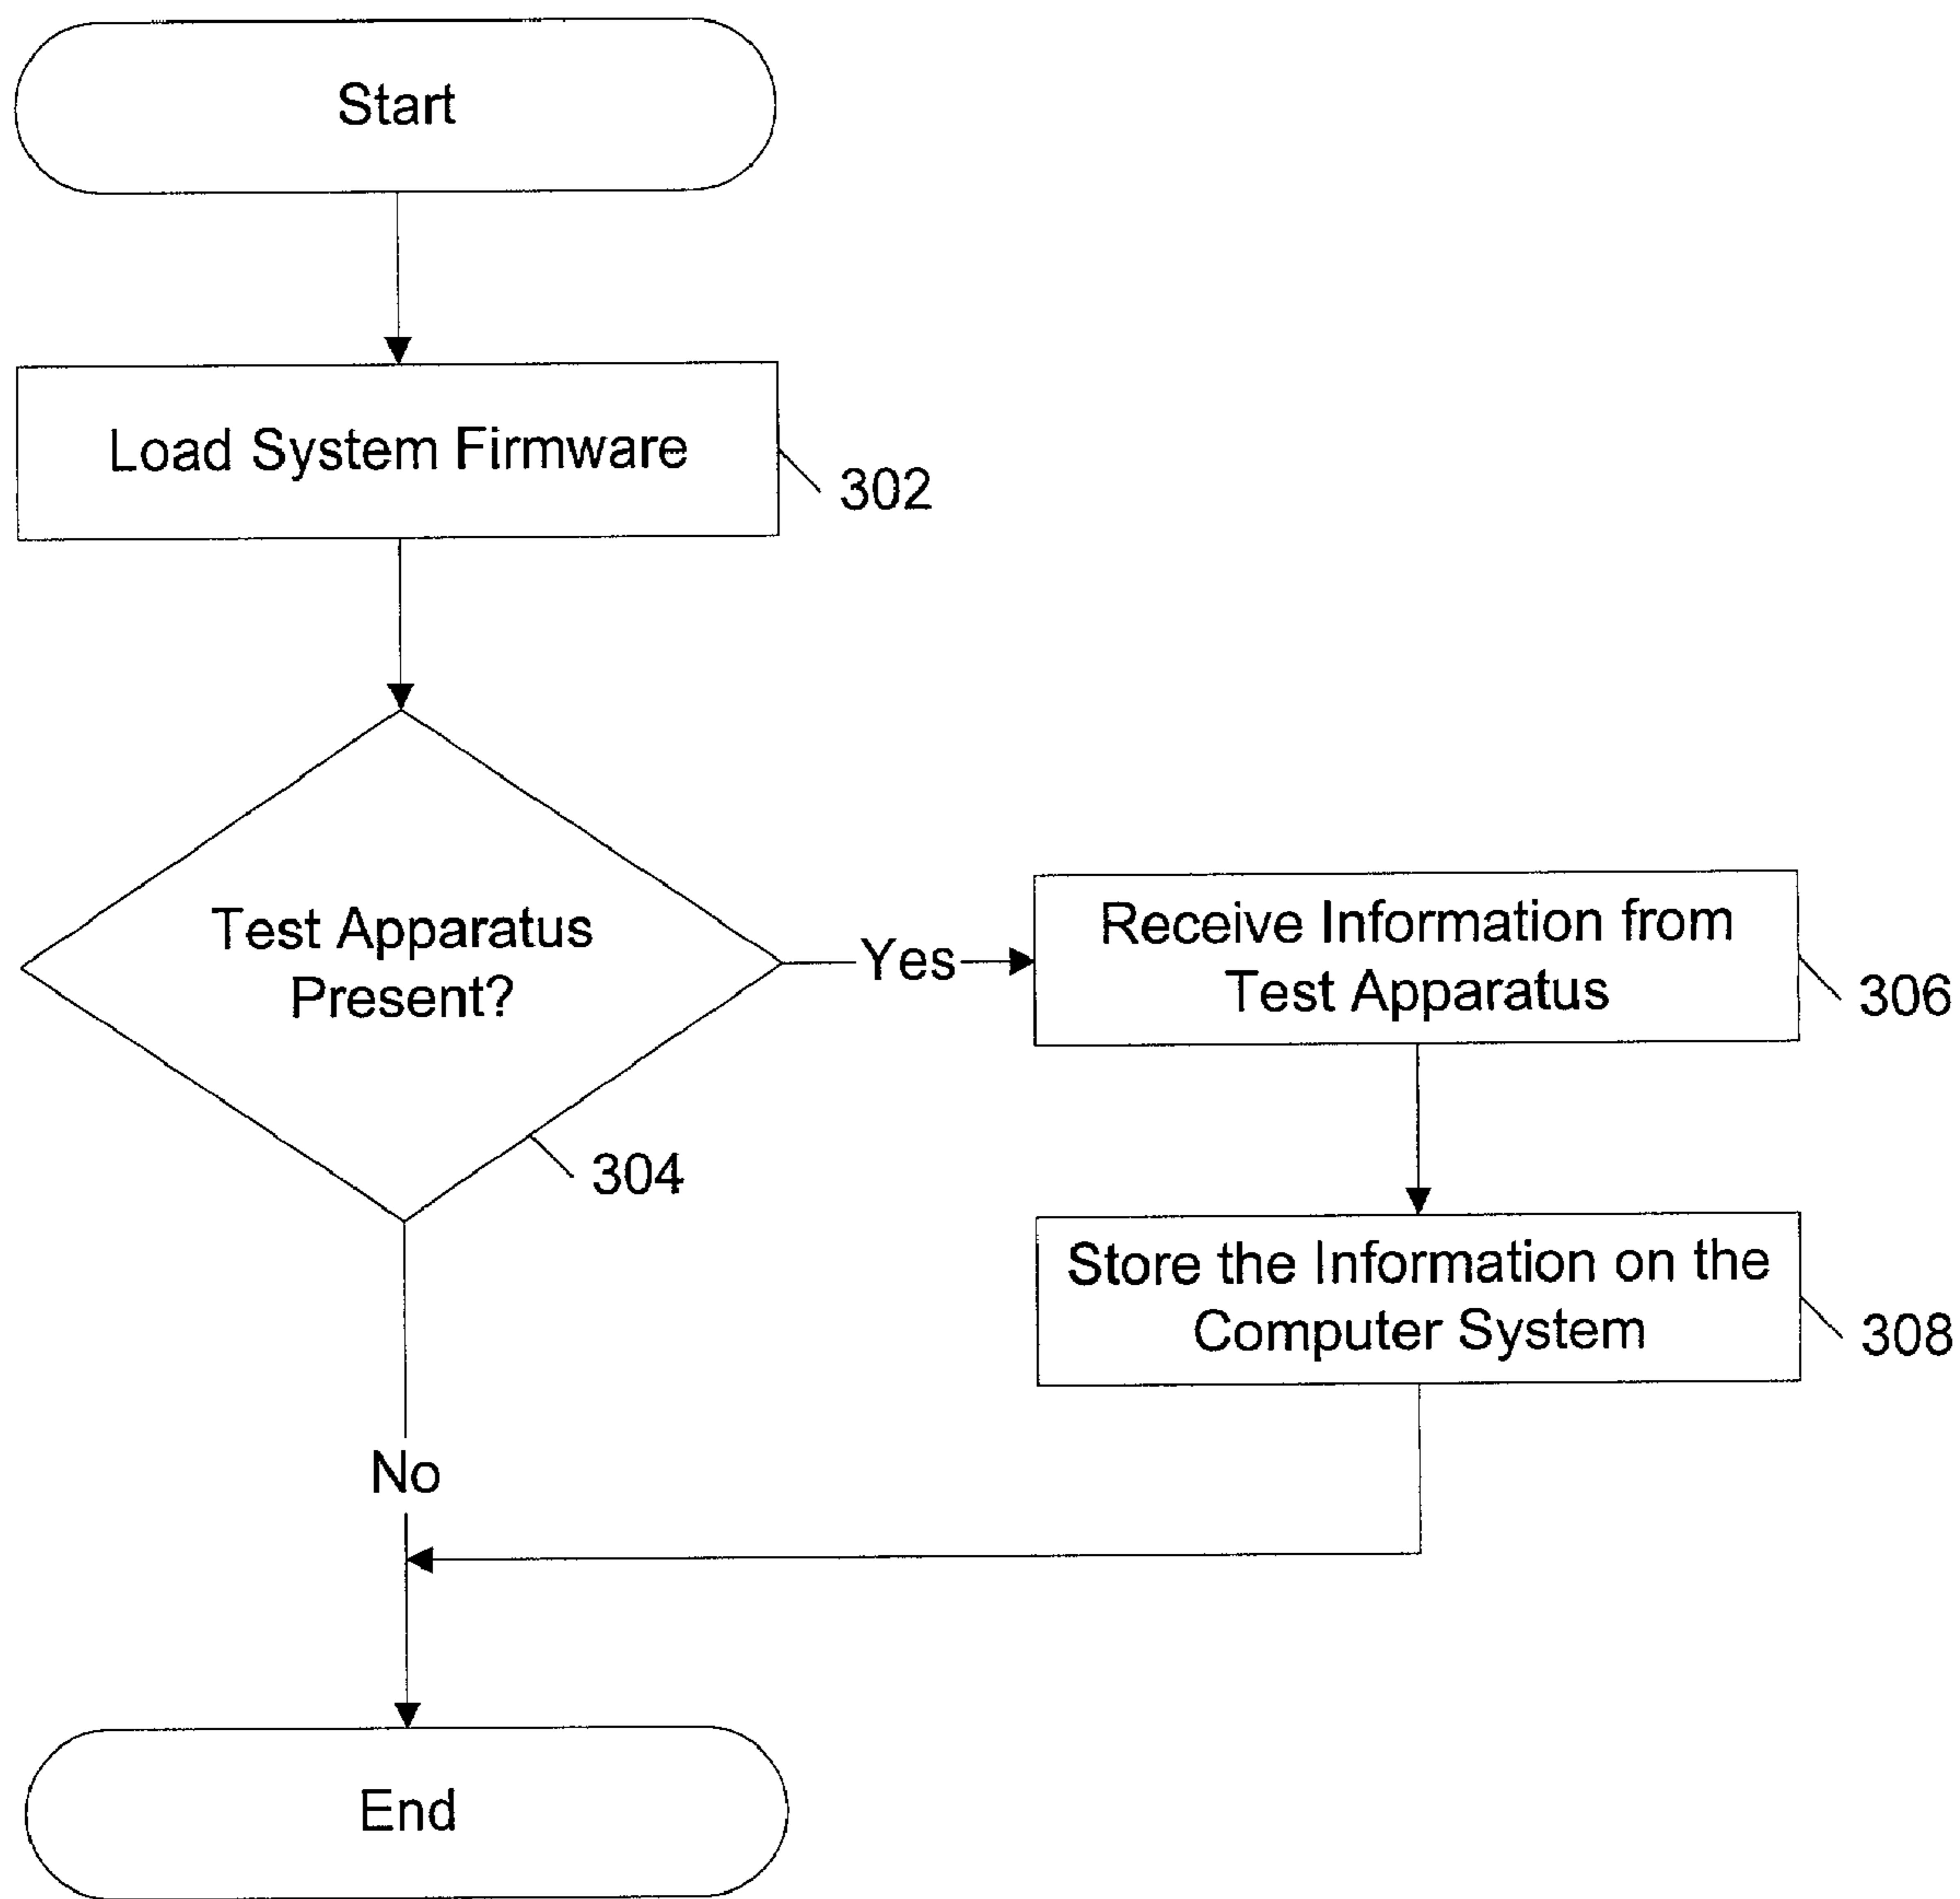 Start
Load System Firmware
302
Test Apparatus
Present?
304
Yes
Receive Information from
Test Apparatus
306
Store the Information on the
Computer System
308
No
End